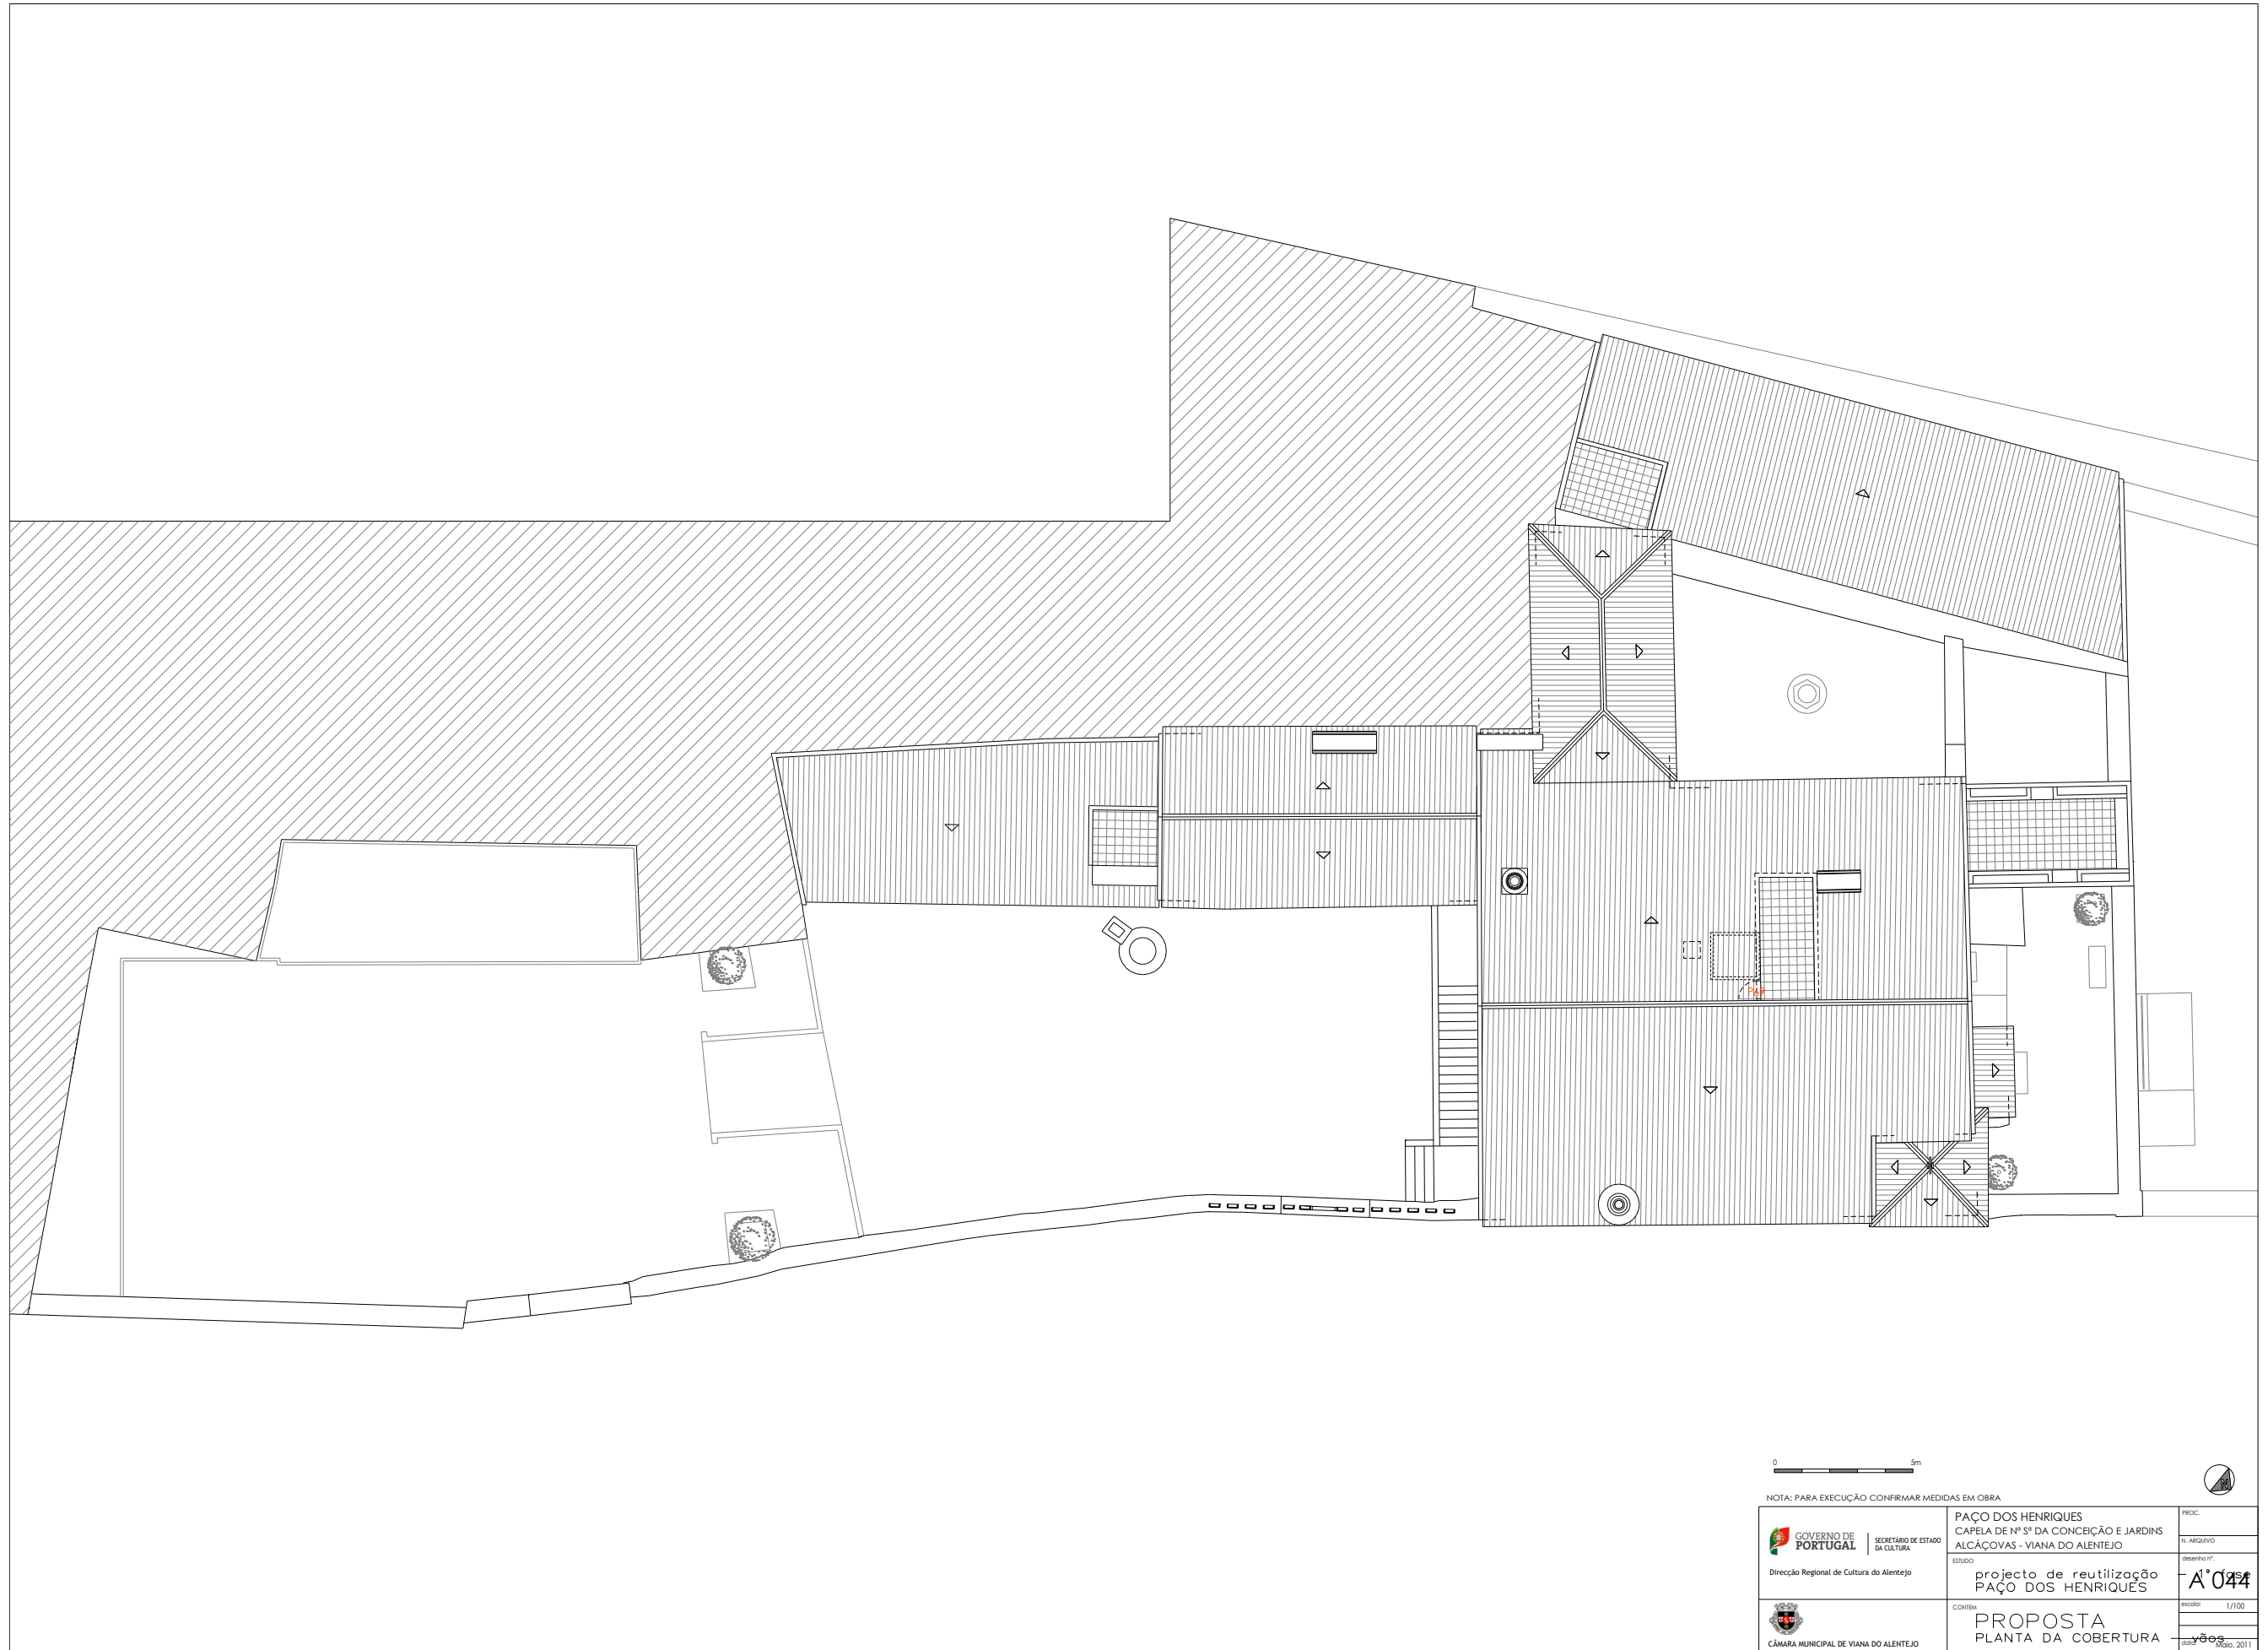 P69
0 5m
NOTA: PARA EXECUÇÃO CONFIRMAR MEDIDAS EM OBRA
GOVERNO DE
PORTUGAL
SECRETÁRIO DE ESTADO
DA CULTURA
Direcção Regional de Cultura do Alentejo
CÂMARA MUNICIPAL DE VIANA DO ALENTEJO
PAÇO DOS HENRIQUES
CAPELA DE Nª Sª DA CONCEIÇÃO E JARDINS
ALCÁÇOVAS - VIANA DO ALENTEJO
ESTUDO
projecto de reutilização - 1ª fase
PAÇO DOS HENRIQUES
CONTEM
PROPOSTA
PLANTA DA COBERTURA - vãos
PROC.
N. ARQUIVO
desenho nº.
A 044
escala: 1/100
data: Maio. 2011